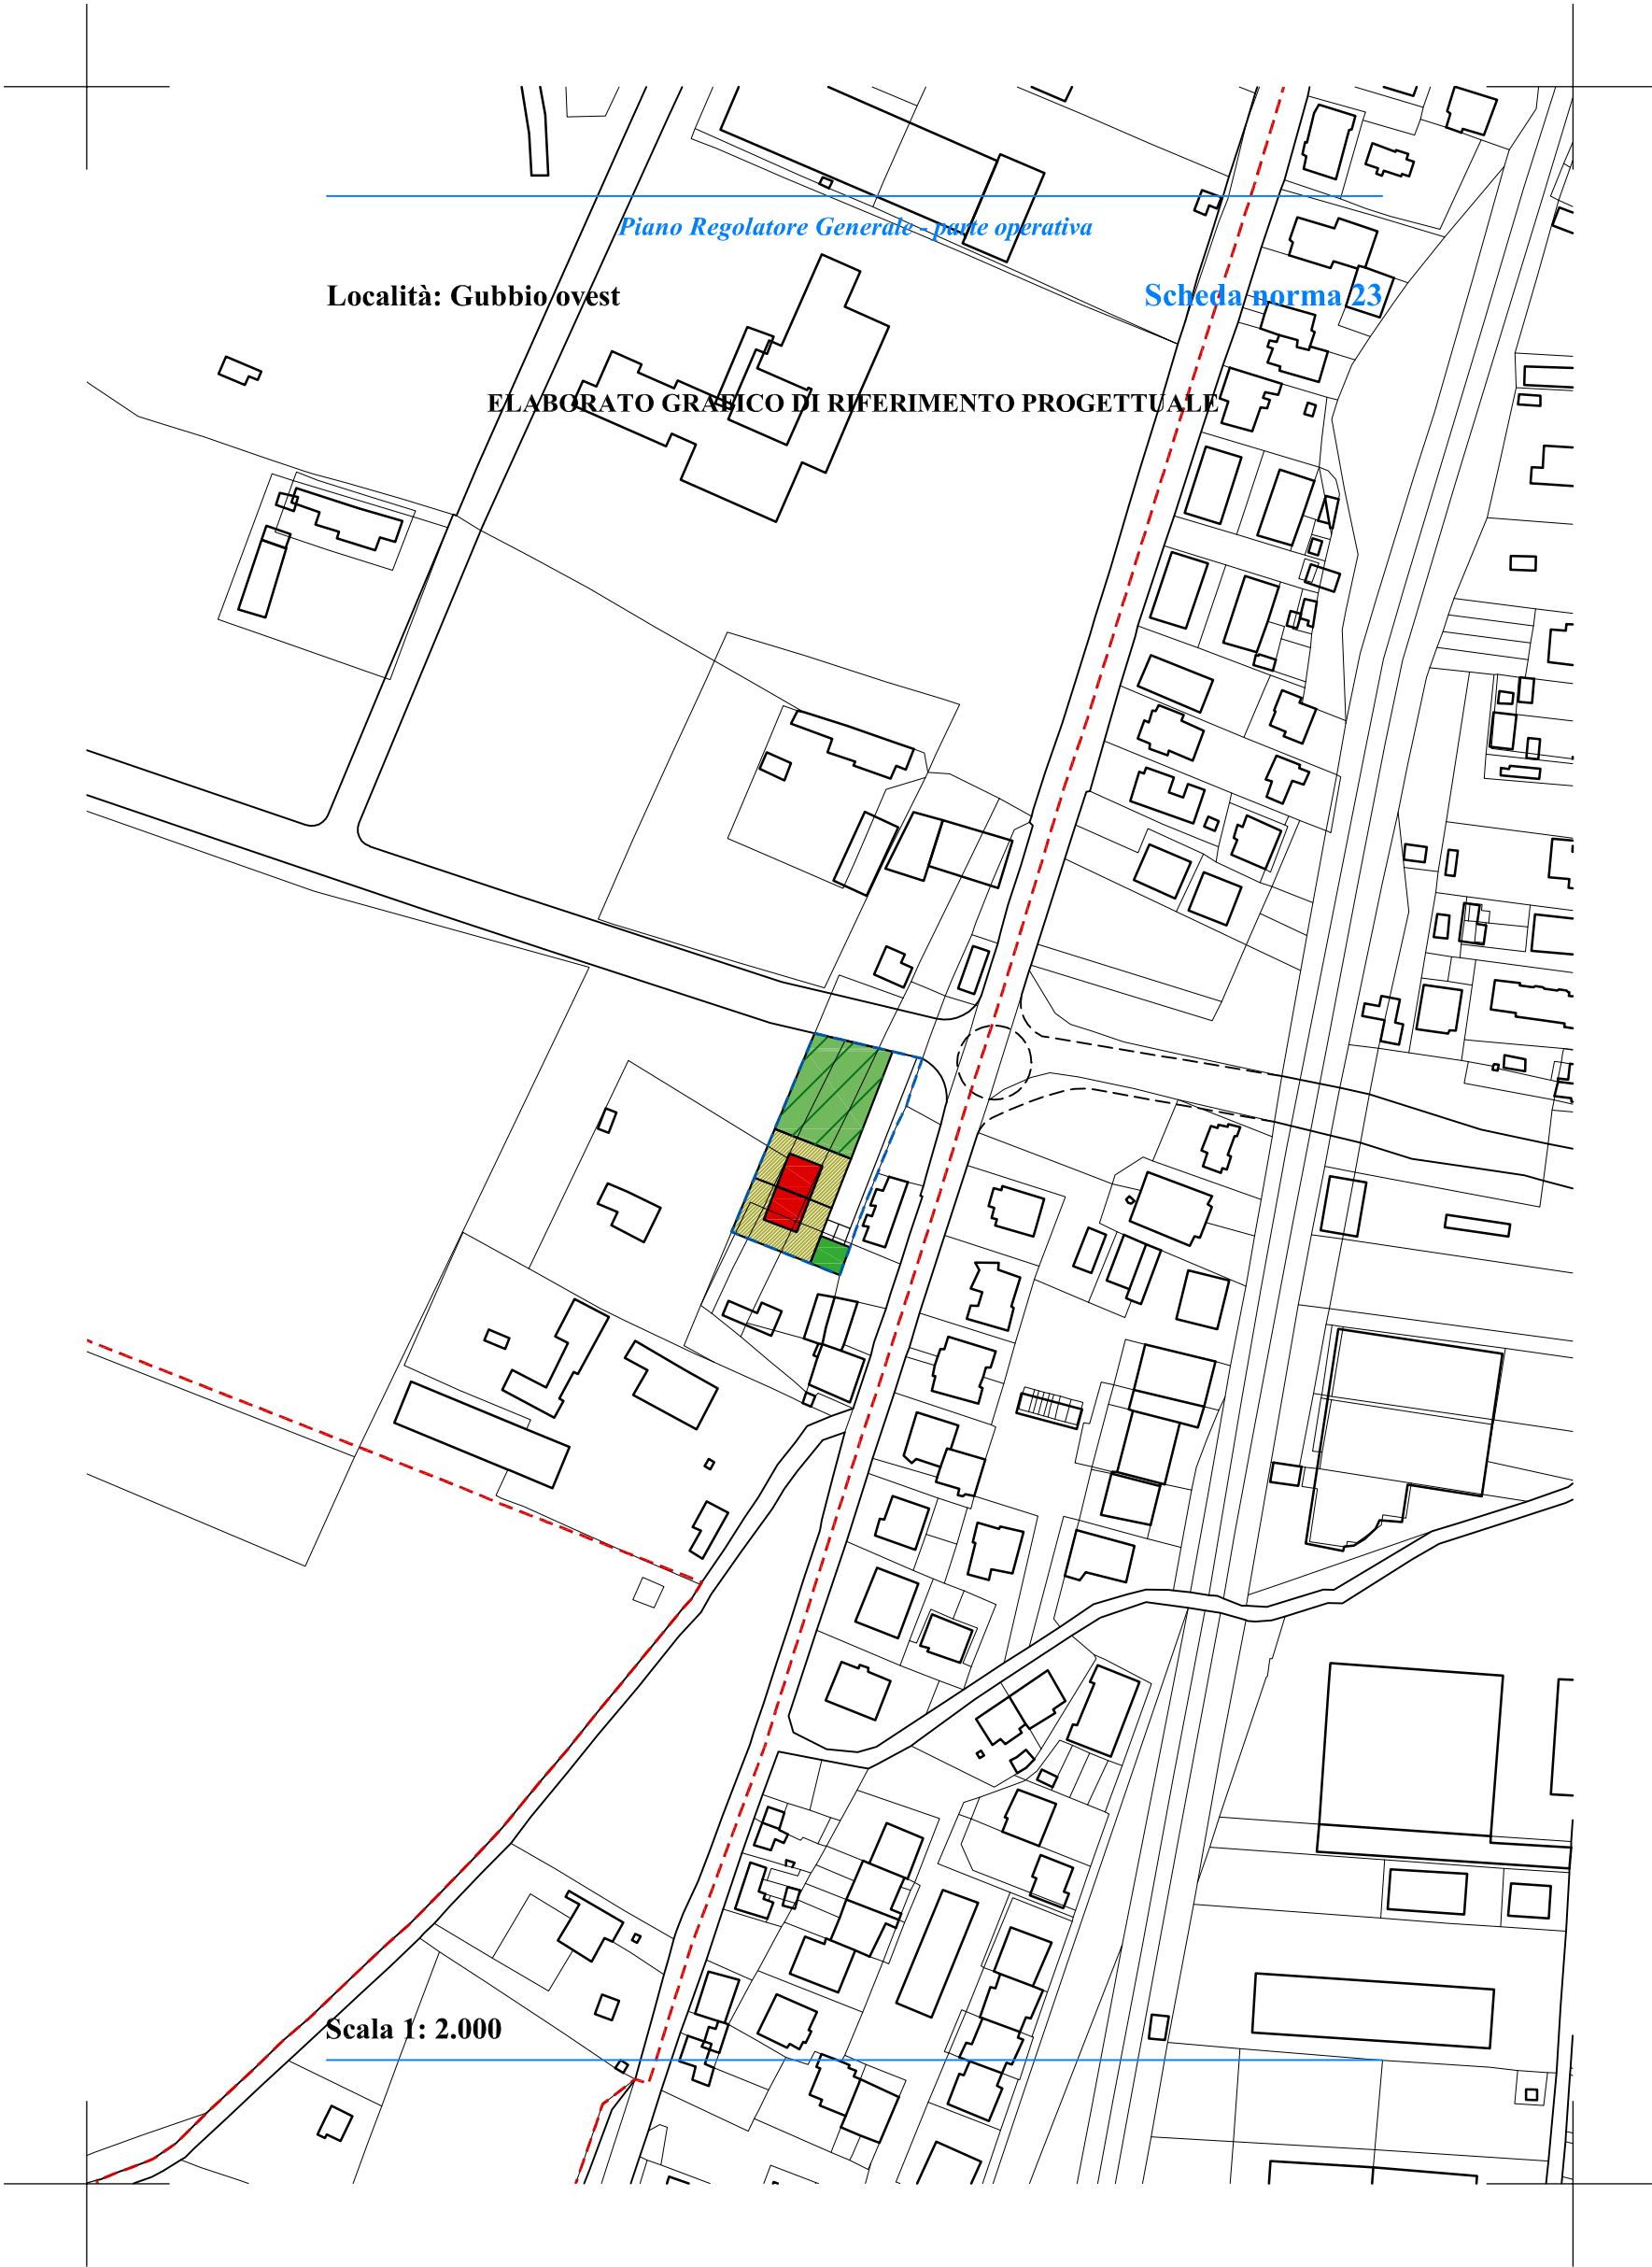 Piano Regolatore Generale - parte operativa
Località: Gubbio ovest
Scheda norma 23
ELABORATO GRAFICO DI RIFERIMENTO PROGETTUALE
Scala 1: 2.000